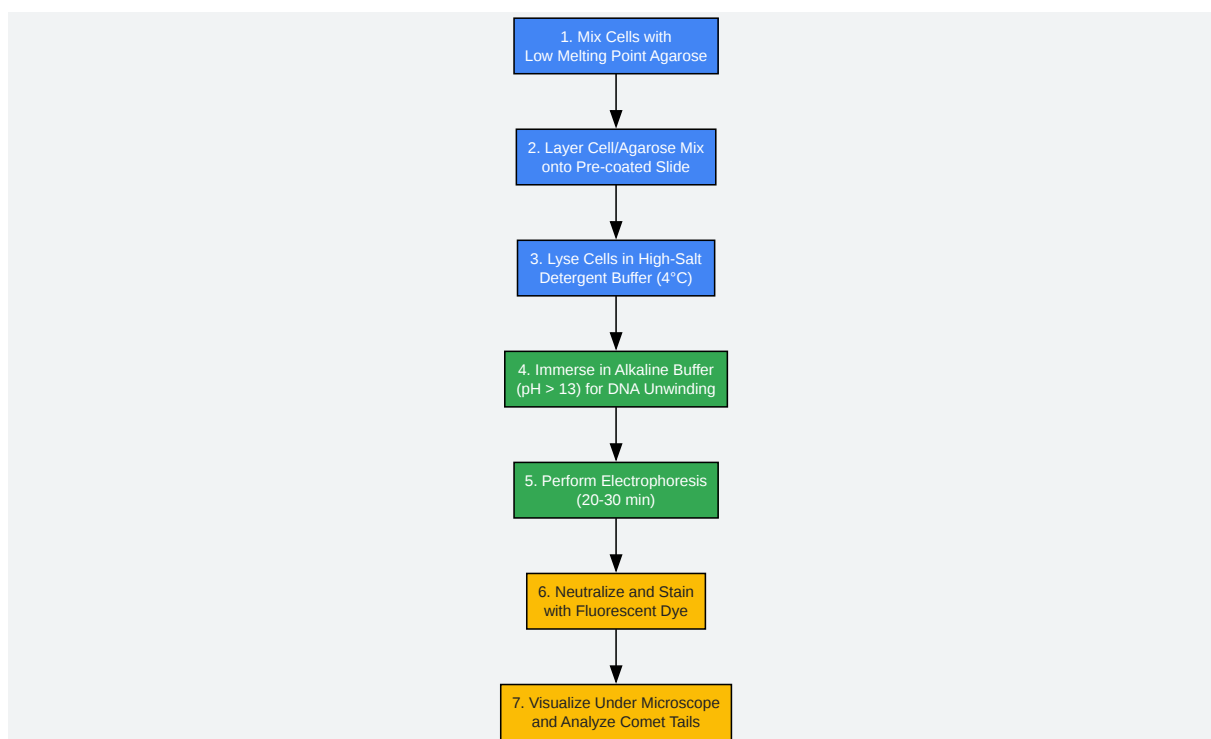 1. Mix Cells with
Low Melting Point Agarose
2. Layer Cell/Agarose Mix
onto Pre-coated Slide
3. Lyse Cells in High-Salt
Detergent Buffer (4°C)
4. Immerse in Alkaline Buffer
(pH > 13) for DNA Unwinding
5. Perform Electrophoresis
(20-30 min)
6. Neutralize and Stain
with Fluorescent Dye
7. Visualize Under Microscope
and Analyze Comet Tails